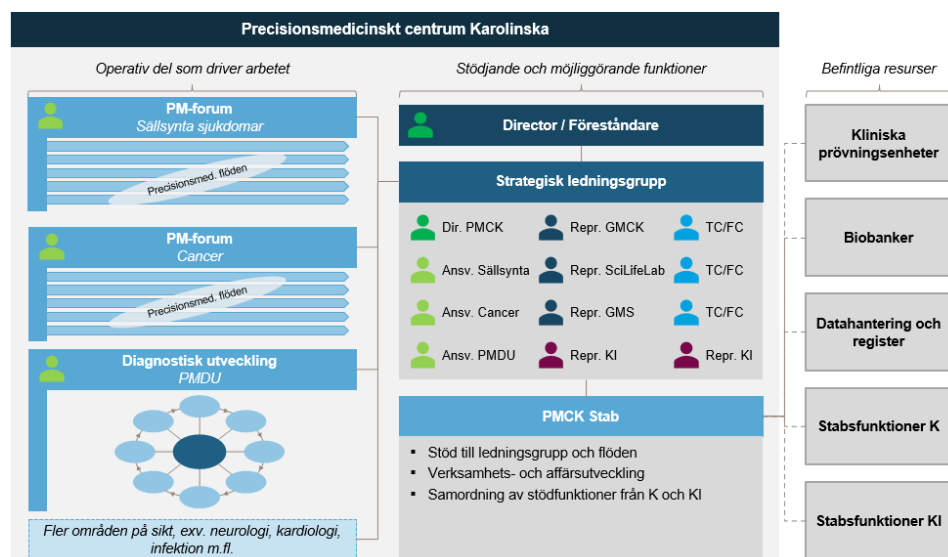 Precisionsmedicinskt centrum Karolinska
Operativ del som driver arbetet
PM-forum
Sällsynta sjukdomar
Precisionsmed. flöden
PM-forum
Cancer
Precisionsmed. flöden
Diagnostisk utveckling
PMDU
Fler områden på sikt, exv. neurologi, kardiologi,
infektion m.fl.
Stödjande och möjliggörande funktioner
Director / Föreståndare
Strategisk ledningsgrupp
Dir. PMCK
Repr. GMCK
TC/FC
Ansv. Sällsynta
Repr. SciLifeLab
TC/FC
Ansv. Cancer
Repr. GMS
TC/FC
Ansv. PMDU
Repr. KI
Repr. KI
PMCK Stab
▪ Stöd till ledningsgrupp och flöden
▪ Verksamhets- och affärsutveckling
▪ Samordning av stödfunktioner från K och KI
Befintliga resurser
Kliniska
prövningsenheter
Biobanker
Datahantering och
register
Stabsfunktioner K
Stabsfunktioner KI